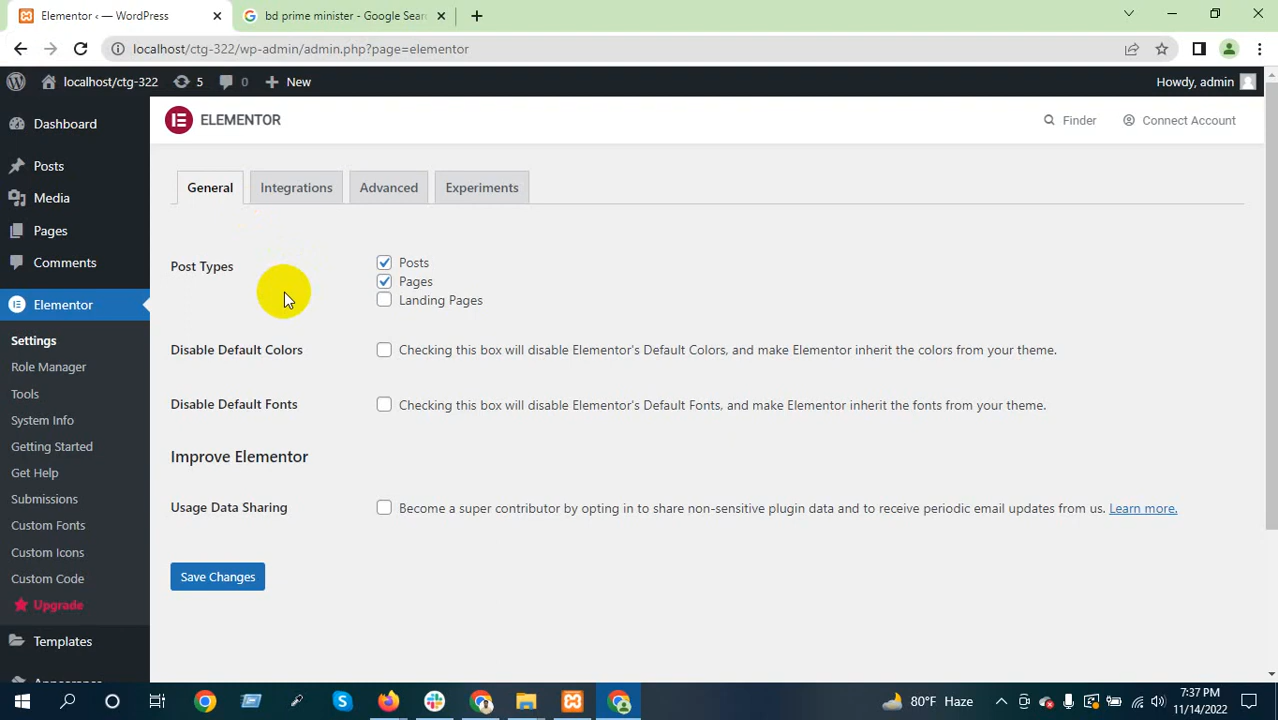 Elementor ‹ — WordPress
bd prime minister - Google Sear
localhost/ctg-322/wp-admin/admin.php?page=elementor
localhost/ctg-322 5 0 New
Howdy, admin
Dashboard
Posts
Media
Pages
Comments
Elementor
Settings
Role Manager
Tools
System Info
Getting Started
Get Help
Submissions
Custom Fonts
Custom Icons
Custom Code
Upgrade
Templates
Appearance
ELEMENTOR
Finder
Connect Account
General Integrations Advanced Experiments
Post Types
Posts
Pages
Landing Pages
Disable Default Colors
Checking this box will disable Elementor's Default Colors, and make Elementor inherit the colors from your theme.
Disable Default Fonts
Checking this box will disable Elementor's Default Fonts, and make Elementor inherit the fonts from your theme.
Improve Elementor
Usage Data Sharing
Become a super contributor by opting in to share non-sensitive plugin data and to receive periodic email updates from us. Learn more.
Save Changes
80°F Haze
7:37 PM
11/14/2022